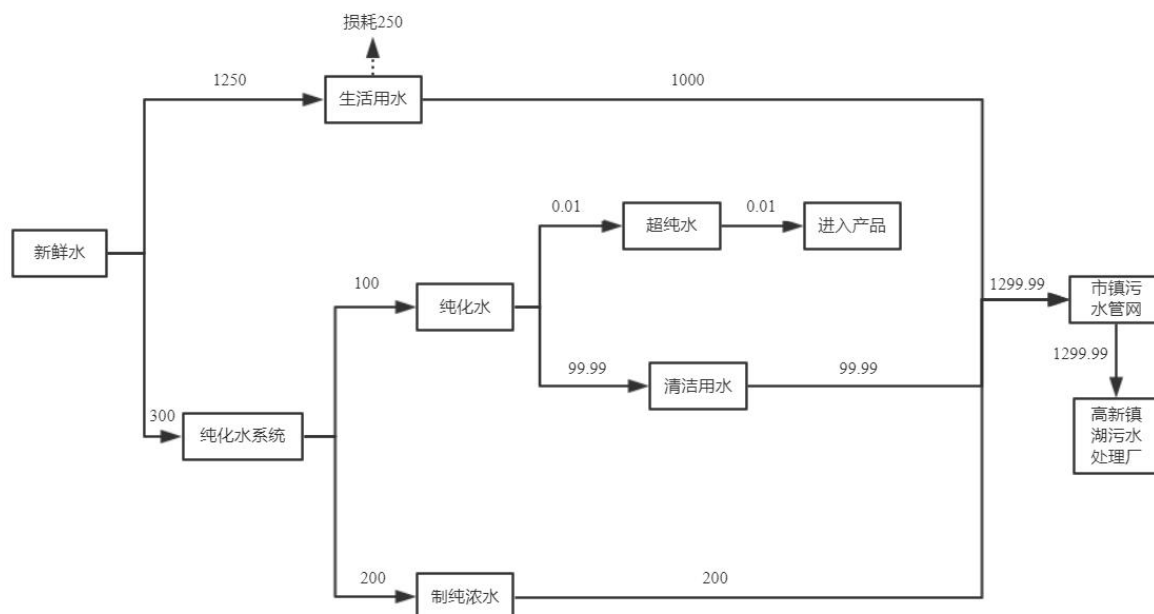 损耗250
1250
生活用水
1000
0.01
超纯水
0.01
进入产品
新鲜水
100
纯化水
1299.99
市镇污
水管网
99.99
清洁用水
99.99
1299.99
300
纯化水系统
高新镇
湖污水
处理厂
200
制纯浓水
200